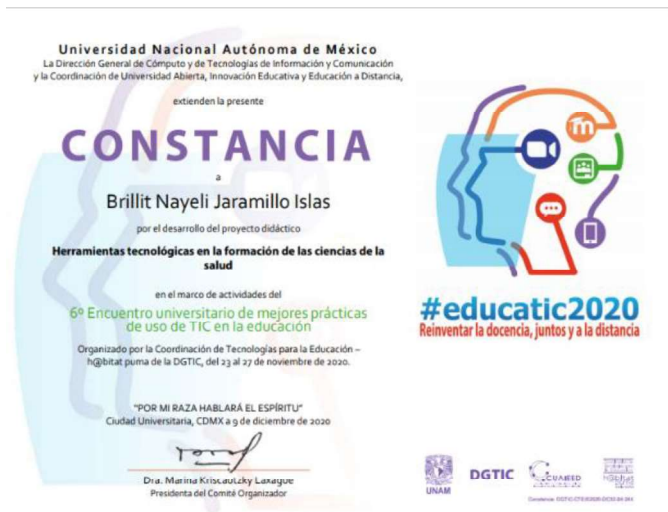 Universidad Nacional Autónoma de México
La Dirección General de Cómputo y de Tecnologías de Información y Comunicación
y la Coordinación de Universidad Abierta, Innovación Educativa y Educación a Distancia,
extienden la presente
CONSTANCIA
a
Brillit Nayeli Jaramillo Islas
por el desarrollo del proyecto didáctico
Herramientas tecnológicas en la formación de las ciencias de la
salud
en el marco de actividades del
6º Encuentro universitario de mejores prácticas
de uso de TIC en la educación
Organizado por la Coordinación de Tecnologías para la Educación –
h@bitat puma de la DGTIC, del 23 al 27 de noviembre de 2020.
"POR MI RAZA HABLARÁ EL ESPÍRITU"
Ciudad Universitaria, CDMX a 9 de diciembre de 2020
Dra. Marina Kriscautzky Laxague
Presidenta del Comité Organizador
#educatic2020
Reinventar la docencia, juntos y a la distancia
UNAM
DGTIC
CUAIEED
h@bitat